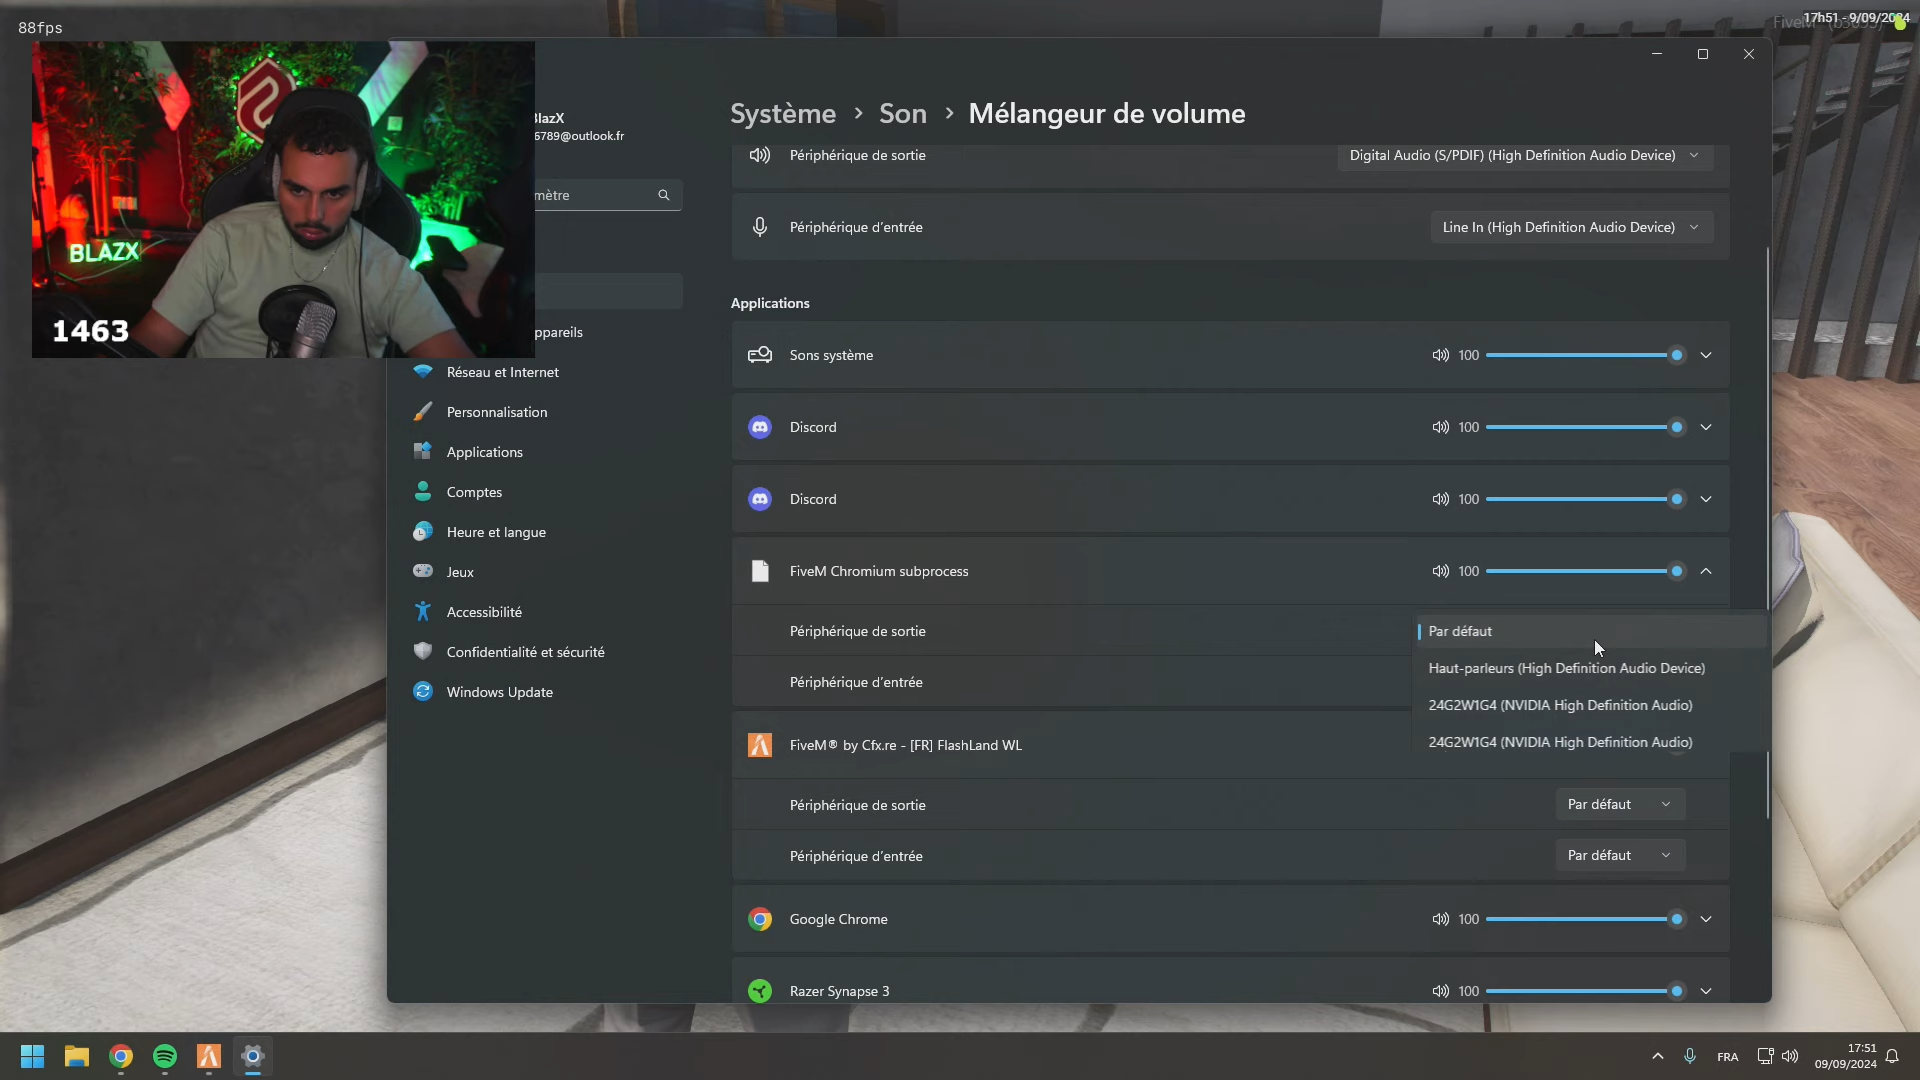 88fps
17h51 - 9/09/2024
BlazX
6789@outlook.fr
Système > Son > Mélangeur de volume
mètre
Périphérique de sortie
Digital Audio (S/PDIF) (High Definition Audio Device)
Périphérique d'entrée
Line In (High Definition Audio Device)
BLAZX
1463
Applications
ppareils
Réseau et Internet
Personnalisation
Applications
Comptes
Heure et langue
Jeux
Accessibilité
Confidentialité et sécurité
Windows Update
Sons système
100
Discord
100
Discord
100
FiveM Chromium subprocess
100
Périphérique de sortie
Par défaut
Haut-parleurs (High Definition Audio Device)
Périphérique d'entrée
24G2W1G4 (NVIDIA High Definition Audio)
24G2W1G4 (NVIDIA High Definition Audio)
FiveM® by Cfx.re - [FR] FlashLand WL
Périphérique de sortie
Par défaut
Périphérique d'entrée
Par défaut
Google Chrome
100
Razer Synapse 3
100
FRA
17:51
09/09/2024